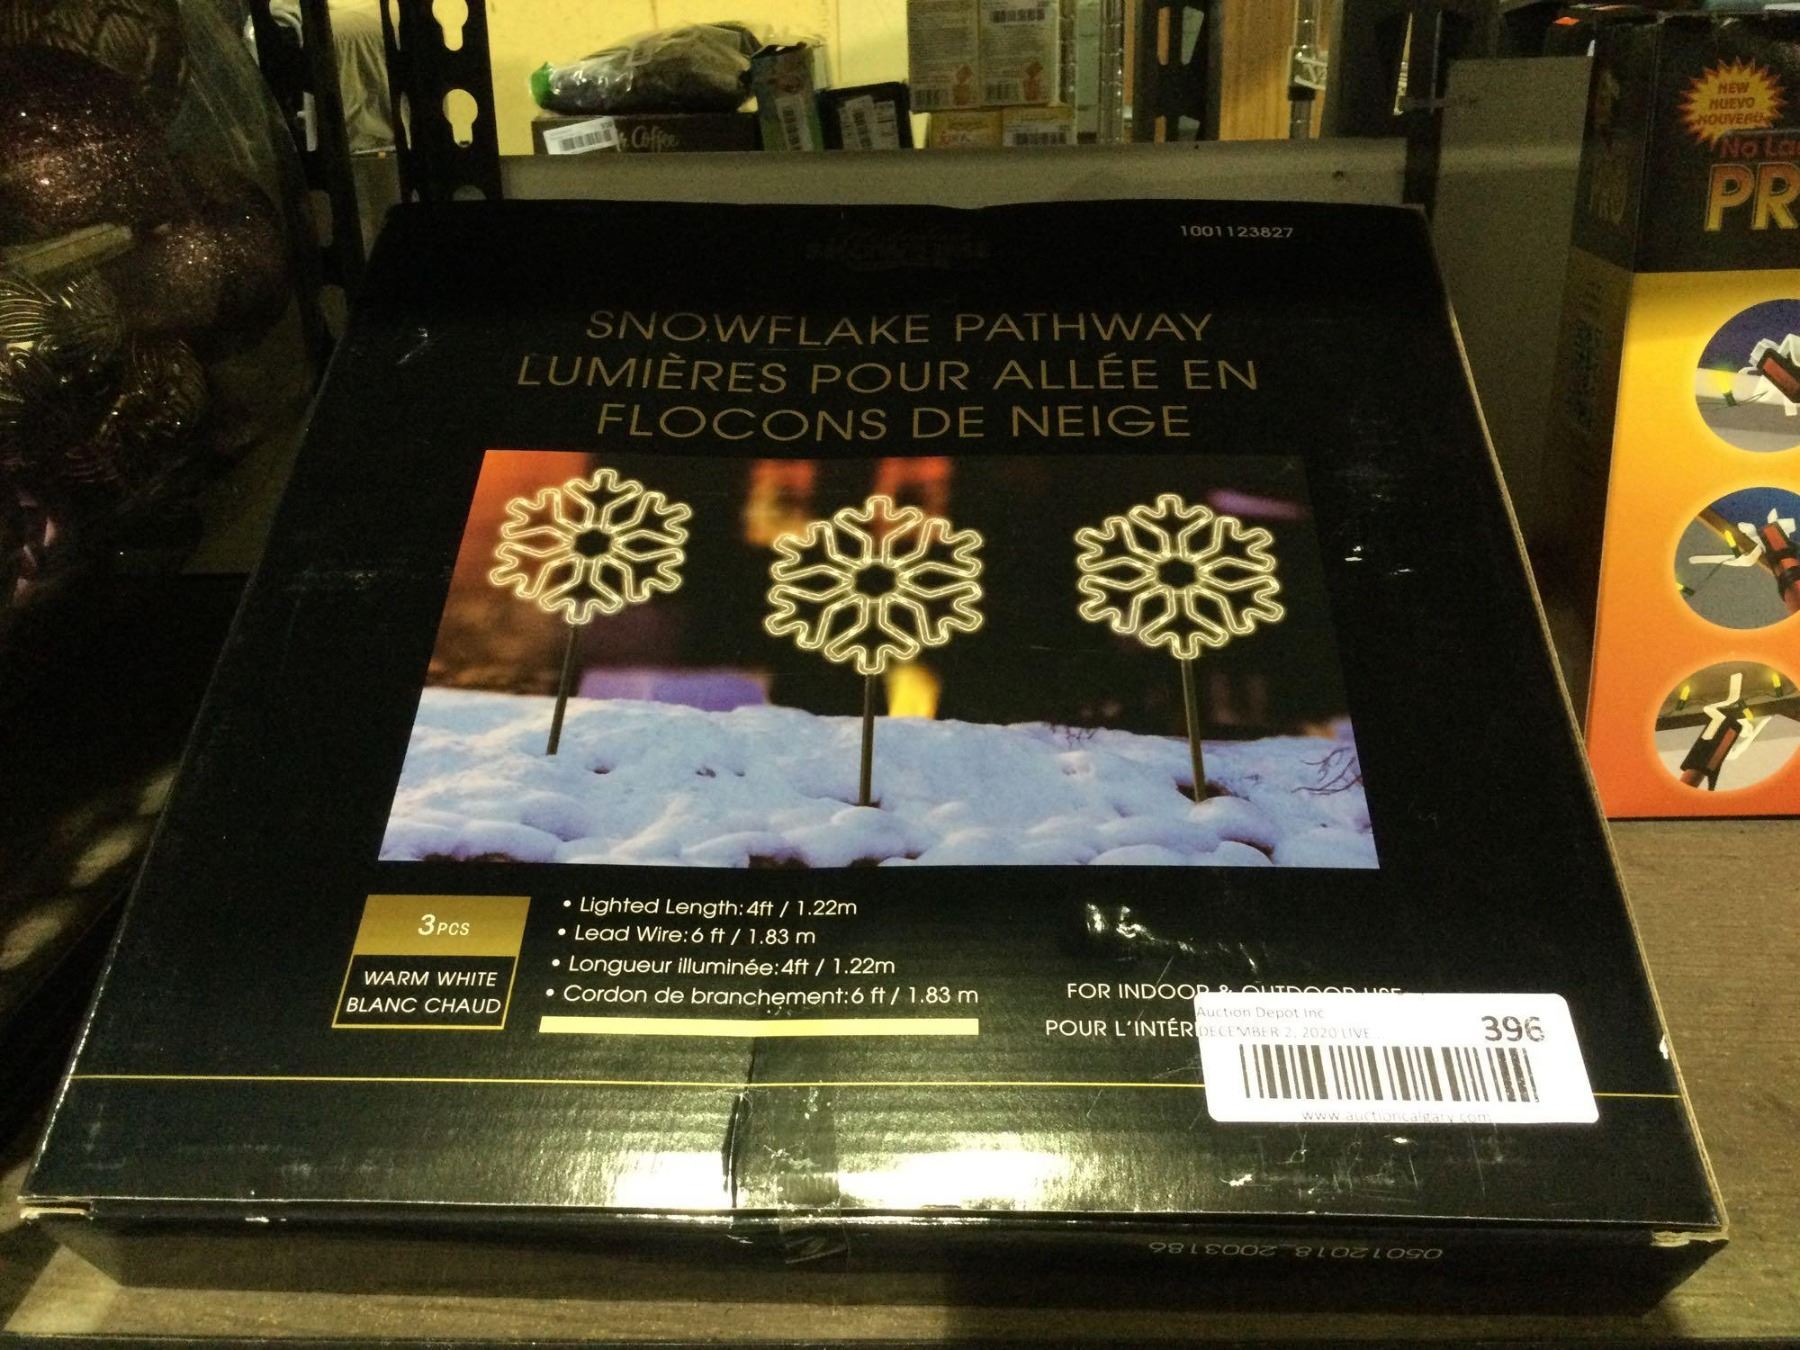 NEW
NUEVO
NOUVEAU
Coffee
PR
1001123827
SNOWFLAKE PATHWAY
LUMIÈRES POUR ALLÉE EN
FLOCONS DE NEIGE
3PCS
WARM WHITE
BLANC CHAUD
• Lighted Length:4ft / 1.22m
• Lead Wire:6 ft / 1.83 m
• Longueur illuminée:4ft / 1.22m
• Cordon de branchement:6 ft / 1.83 m
FOR INDOOR & OUTDOOR USE
POUR L'INTÉR
Auction Depot Inc
DECEMBER 2, 2020 LIVE...
396
www.auctioncalgary.com
05012018_2003186